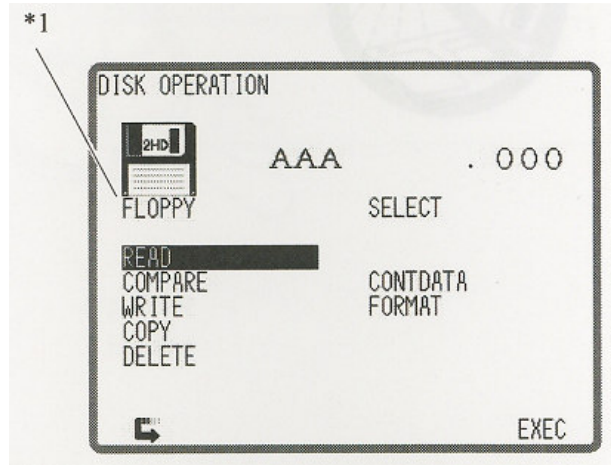 *1
DISK OPERATION
2HD
AAA . 000
FLOPPY SELECT
READ
COMPARE CONTDATA
WRITE FORMAT
COPY
DELETE
EXEC